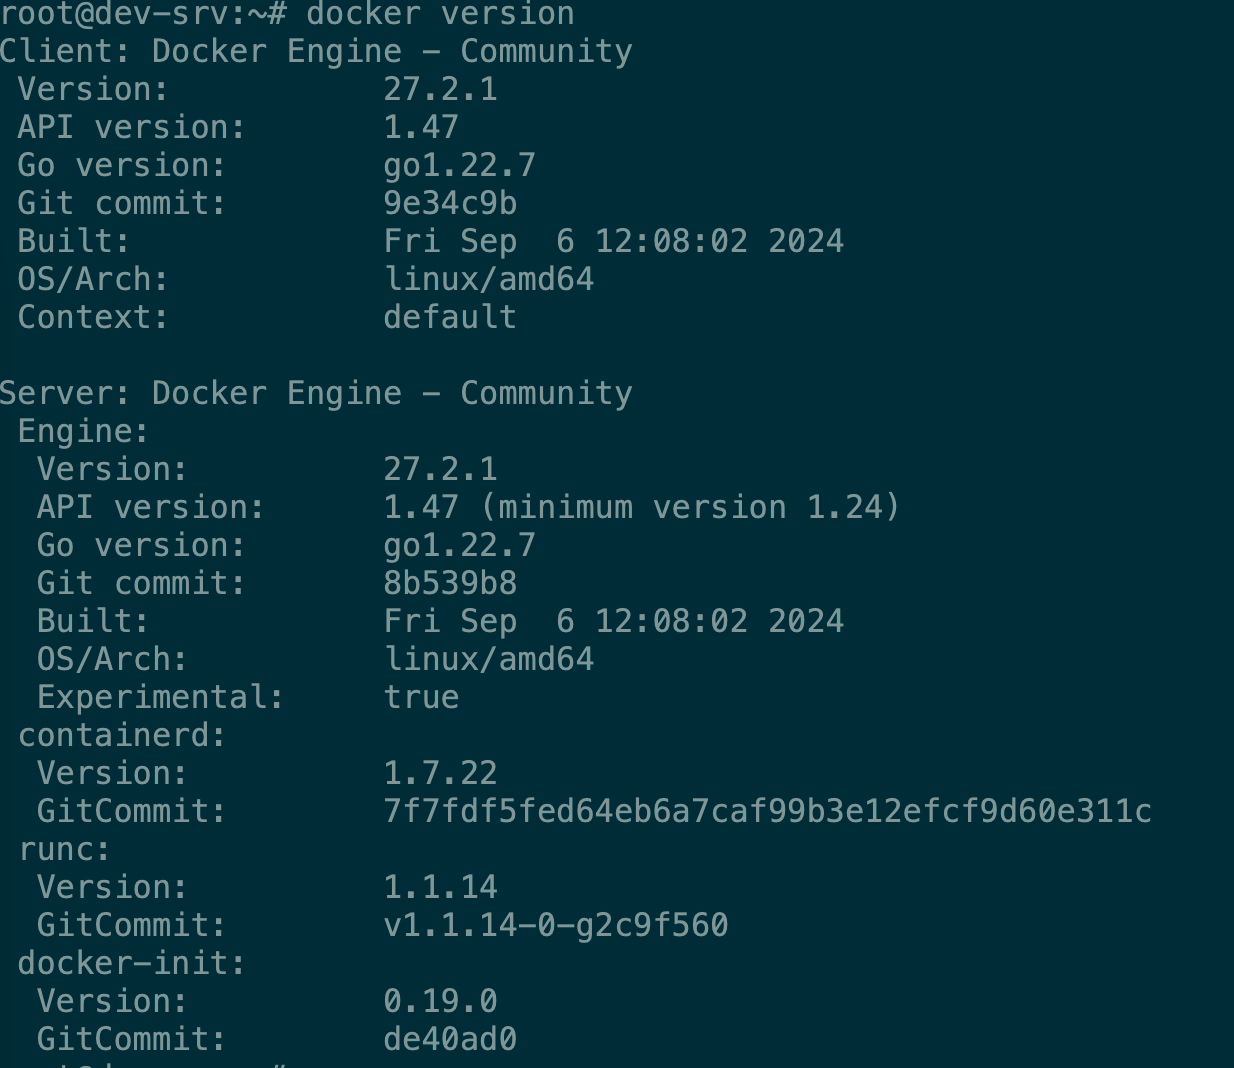 root@dev-srv:~# docker version
Client: Docker Engine - Community
 Version:           27.2.1
 API version:       1.47
 Go version:        go1.22.7
 Git commit:        9e34c9b
 Built:             Fri Sep  6 12:08:02 2024
 OS/Arch:           linux/amd64
 Context:           default

Server: Docker Engine - Community
 Engine:
  Version:          27.2.1
  API version:      1.47 (minimum version 1.24)
  Go version:       go1.22.7
  Git commit:       8b539b8
  Built:            Fri Sep  6 12:08:02 2024
  OS/Arch:          linux/amd64
  Experimental:     true
 containerd:
  Version:          1.7.22
  GitCommit:        7f7fdf5fed64eb6a7caf99b3e12efcf9d60e311c
 runc:
  Version:          1.1.14
  GitCommit:        v1.1.14-0-g2c9f560
 docker-init:
  Version:          0.19.0
  GitCommit:        de40ad0